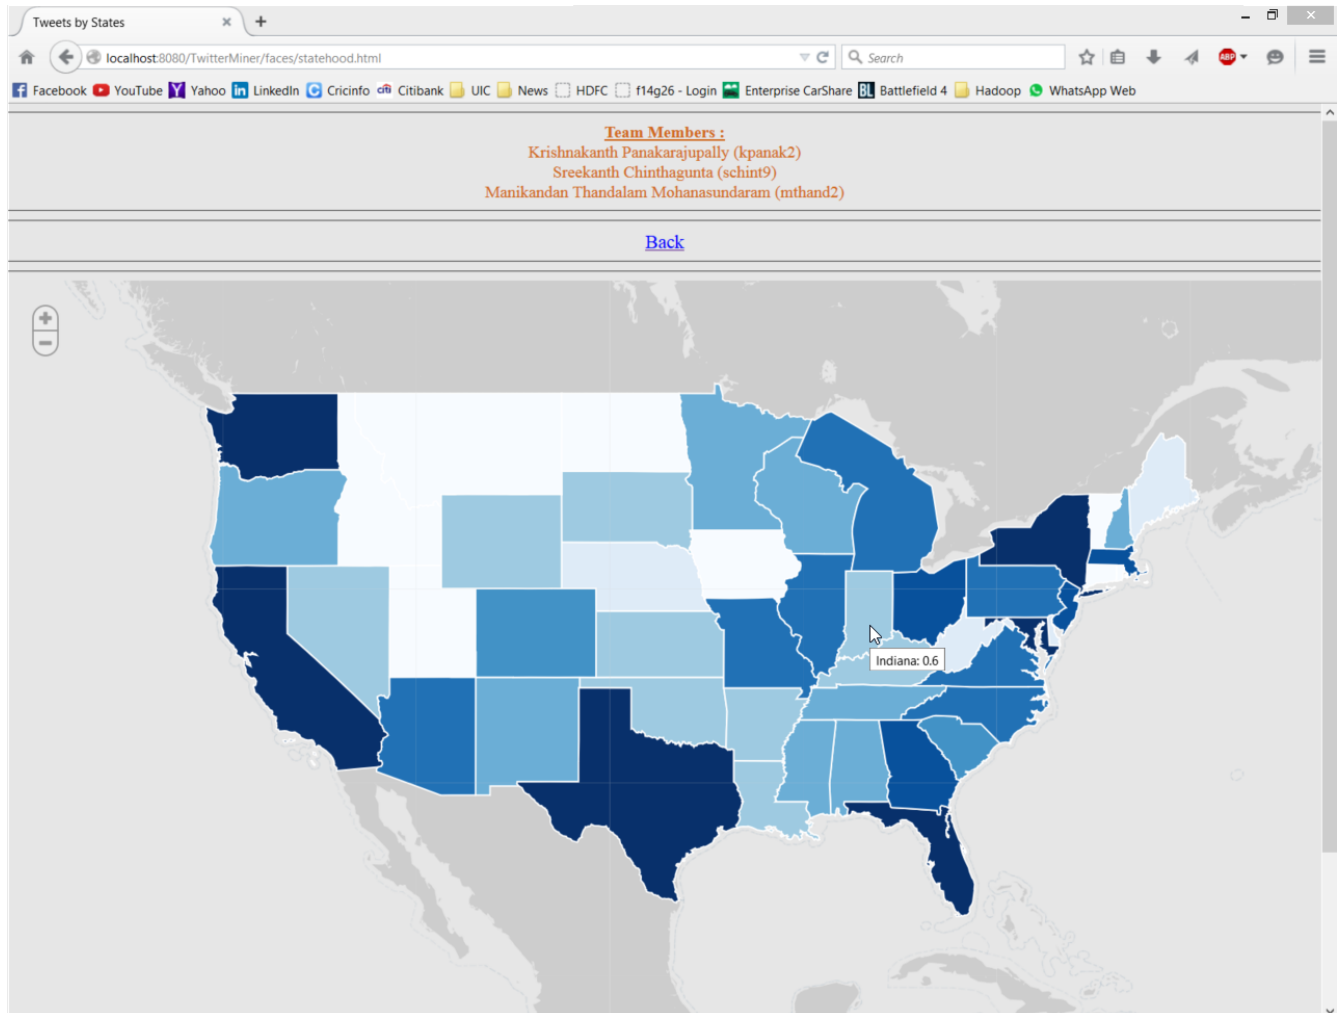 Tweets by States
localhost:8080/TwitterMiner/faces/statehood.html
Search
ABP
Facebook YouTube Yahoo LinkedIn Cricinfo Citibank UIC News HDFC f14g26 - Login Enterprise CarShare Battlefield 4 Hadoop WhatsApp Web
Team Members :
Krishnakanth Panakarajupally (kpanak2)
Sreekanth Chinthagunta (schint9)
Manikandan Thandalam Mohanasundaram (mthand2)
Back
Indiana: 0.6